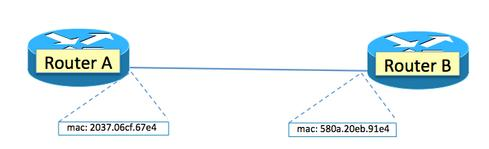 Router A
Router B
mac: 2037.06cf.67e4
mac: 580a.20eb.91e4